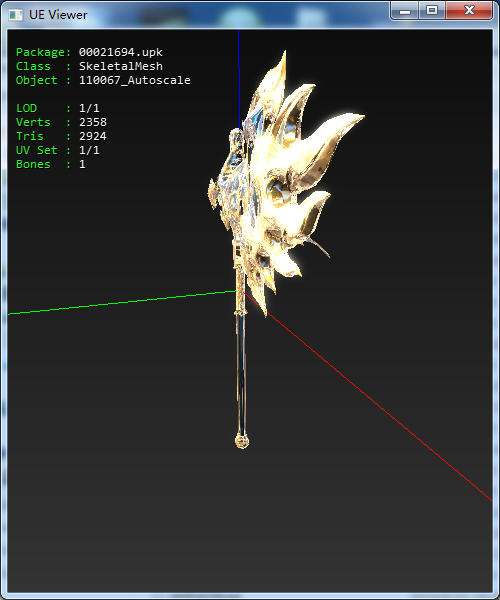 UE Viewer
Package: 00021694.upk
Class : SkeletalMesh
Object : 110067_Autoscale
LOD : 1/1
Verts : 2358
Tris : 2924
UV Set : 1/1
Bones : 1